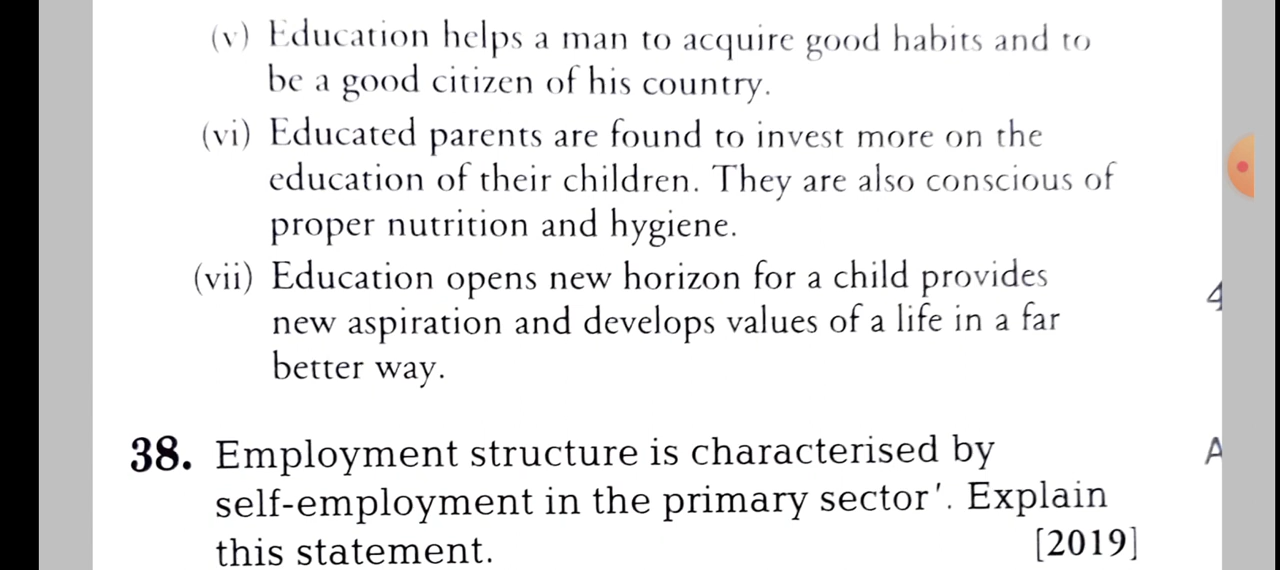 (v) Education helps a man to acquire good habits and to
be a good citizen of his country.
(vi) Educated parents are found to invest more on the
education of their children. They are also conscious of
proper nutrition and hygiene.
(vii) Education opens new horizon for a child provides
new aspiration and develops values of a life in a far
better way.
4
38. Employment structure is characterised by
self-employment in the primary sector'. Explain
this statement. [2019]
A